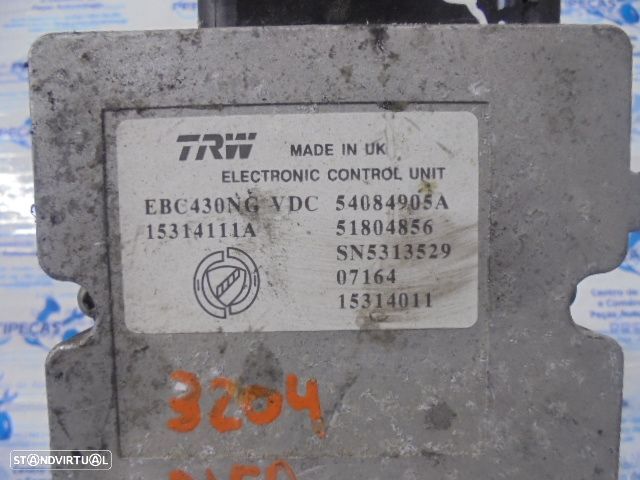 TRW MADE IN UK
ELECTRONIC CONTROL UNIT
EBC430NG VDC 54084905A
15314111A 51804856
SN5313529
07164
15314011
3204
STANDVIRTUAL